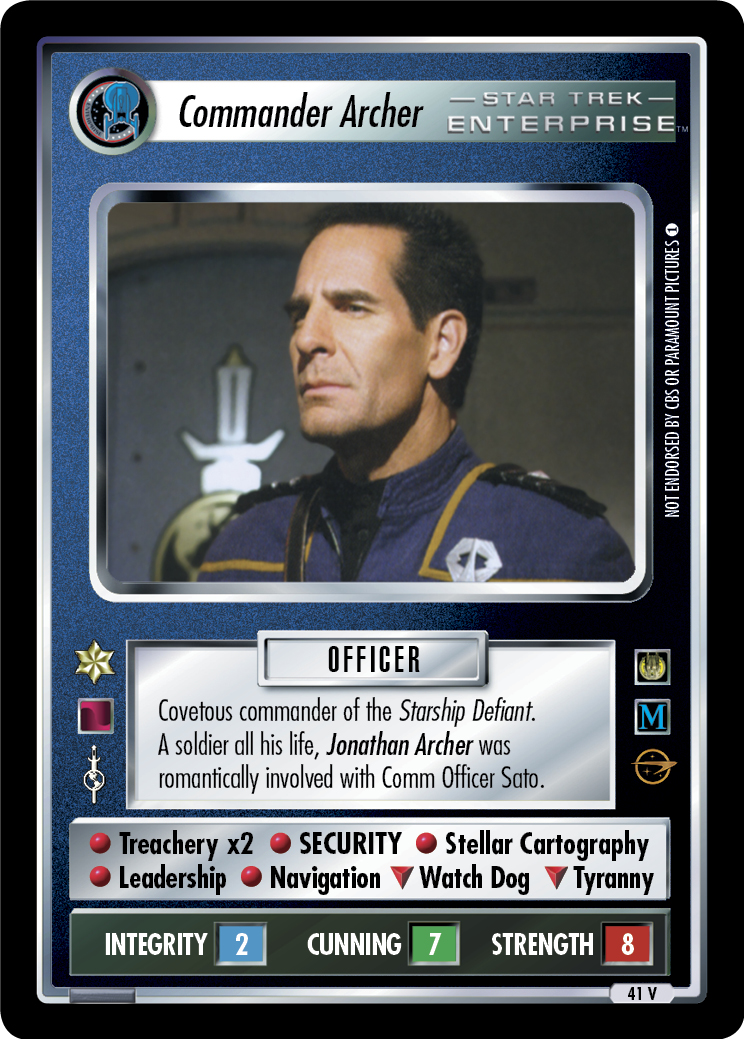 Commander Archer
STAR TREK
ENTERPRISE™
NOT ENDORSED BY CBS OR PARAMOUNT PICTURES 1
OFFICER
Covetous commander of the Starship Defiant.
A soldier all his life, Jonathan Archer was
romantically involved with Comm Officer Sato.
M
Treachery x2 SECURITY Stellar Cartography
Leadership Navigation Watch Dog Tyranny
INTEGRITY 2 CUNNING 7 STRENGTH 8
41 V